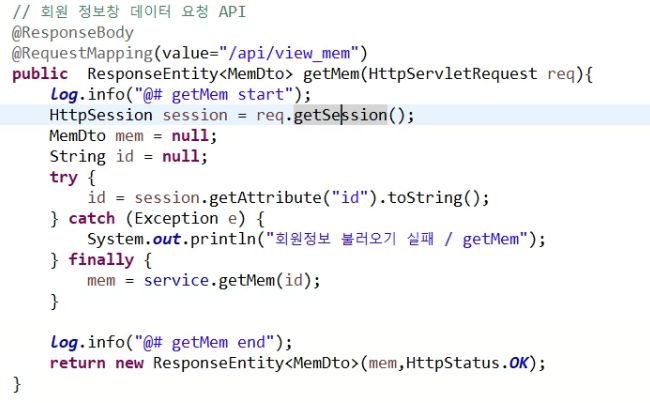 // 회원 정보창 데이터 요청 API
@ResponseBody
@RequestMapping(value="/api/view_mem")
public  ResponseEntity<MemDto> getMem(HttpServletRequest req){
    log.info("@# getMem start");
    HttpSession session = req.getSession();
    MemDto mem = null;
    String id = null;
    try {
        id = session.getAttribute("id").toString();
    } catch (Exception e) {
        System.out.println("회원정보 불러오기 실패 / getMem");
    } finally {
        mem = service.getMem(id);
    }

    log.info("@# getMem end");
    return new ResponseEntity<MemDto>(mem,HttpStatus.OK);
}